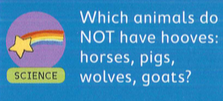 Which animals do
NOT have hooves:
horses, pigs,
wolves, goats?
SCIENCE